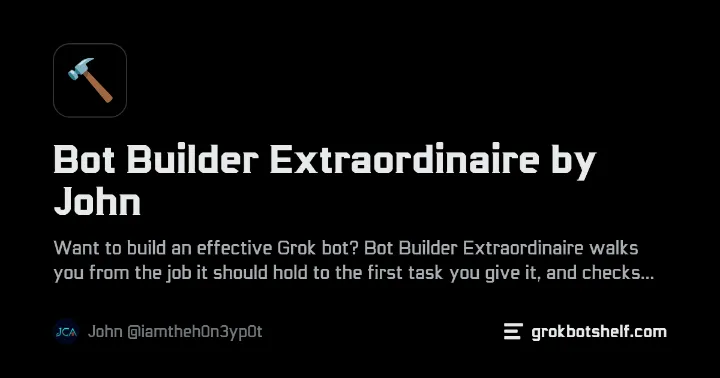 Bot Builder Extraordinaire by
John
Want to build an effective Grok bot? Bot Builder Extraordinaire walks
you from the job it should hold to the first task you give it, and checks...
JCA
John @iamtheh0n3yp0t
grokbotshelf.com